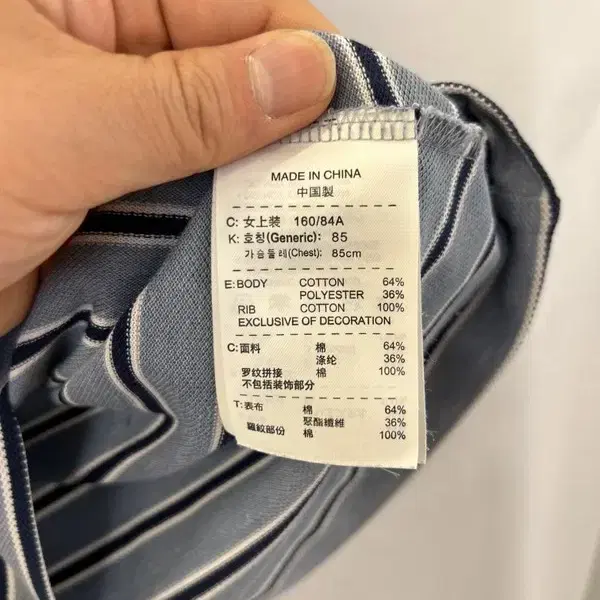 MADE IN CHINA
中国製
C: 女上装 160/84A
K: 호칭(Generic): 85
가슴둘레(Chest): 85cm
E: BODY COTTON 64%
POLYESTER 36%
RIB COTTON 100%
EXCLUSIVE OF DECORATION
C: 面料 棉 64%
涤纶 36%
罗纹拼接 棉 100%
不包括装饰部分
T: 表布 棉 64%
聚酯纖維 36%
羅紋部份 棉 100%